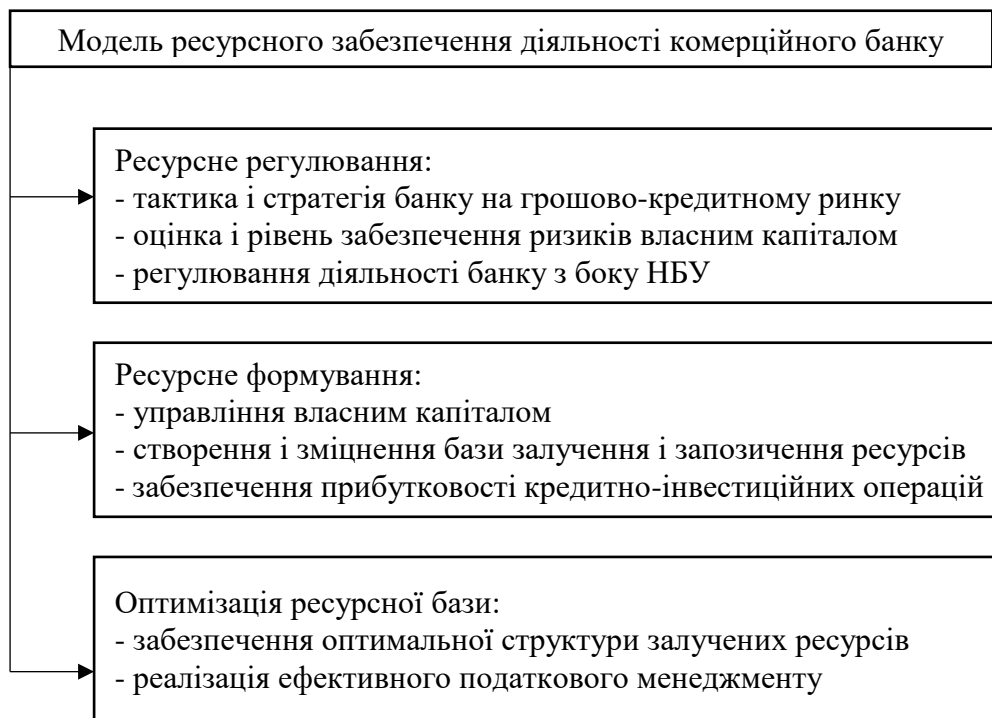 Модель ресурсного забезпечення діяльності комерційного банку
Ресурсне регулювання:
- тактика і стратегія банку на грошово-кредитному ринку
- оцінка і рівень забезпечення ризиків власним капіталом
- регулювання діяльності банку з боку НБУ
Ресурсне формування:
- управління власним капіталом
- створення і зміцнення бази залучення і запозичення ресурсів
- забезпечення прибутковості кредитно-інвестиційних операцій
Оптимізація ресурсної бази:
- забезпечення оптимальної структури залучених ресурсів
- реалізація ефективного податкового менеджменту